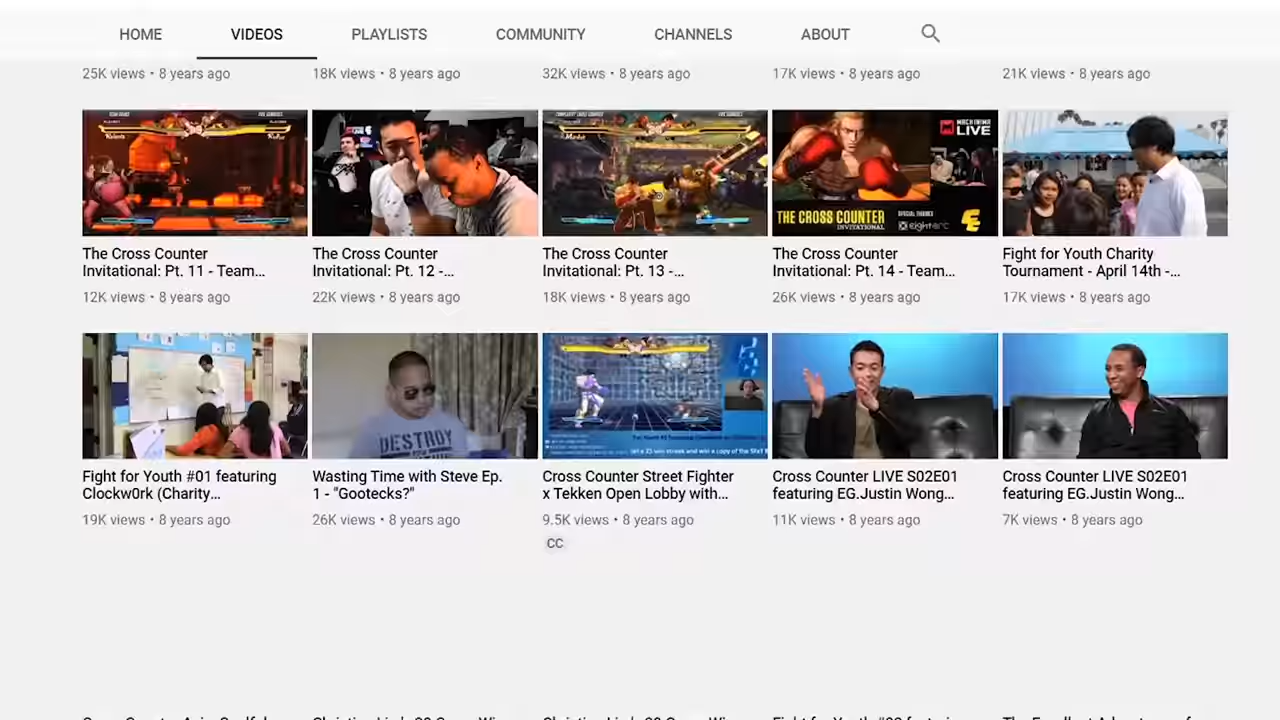 HOME VIDEOS PLAYLISTS COMMUNITY CHANNELS ABOUT
25K views • 8 years ago
18K views • 8 years ago
32K views • 8 years ago
17K views • 8 years ago
21K views • 8 years ago
MACHINIMA
LIVE
THE CROSS COUNTER
INVITATIONAL
SPECIAL THANKS
eightarc
The Cross Counter
Invitational: Pt. 11 - Team...
12K views • 8 years ago
The Cross Counter
Invitational: Pt. 12 -...
22K views • 8 years ago
The Cross Counter
Invitational: Pt. 13 -...
18K views • 8 years ago
The Cross Counter
Invitational: Pt. 14 - Team...
26K views • 8 years ago
Fight for Youth Charity
Tournament - April 14th -...
17K views • 8 years ago
DESTROY
Fight for Youth #01 featuring
Clockw0rk (Charity...
19K views • 8 years ago
Wasting Time with Steve Ep.
1 - "Gootecks?"
26K views • 8 years ago
Cross Counter Street Fighter
x Tekken Open Lobby with...
9.5K views • 8 years ago
CC
Cross Counter LIVE S02E01
featuring EG.Justin Wong...
11K views • 8 years ago
Cross Counter LIVE S02E01
featuring EG.Justin Wong...
7K views • 8 years ago